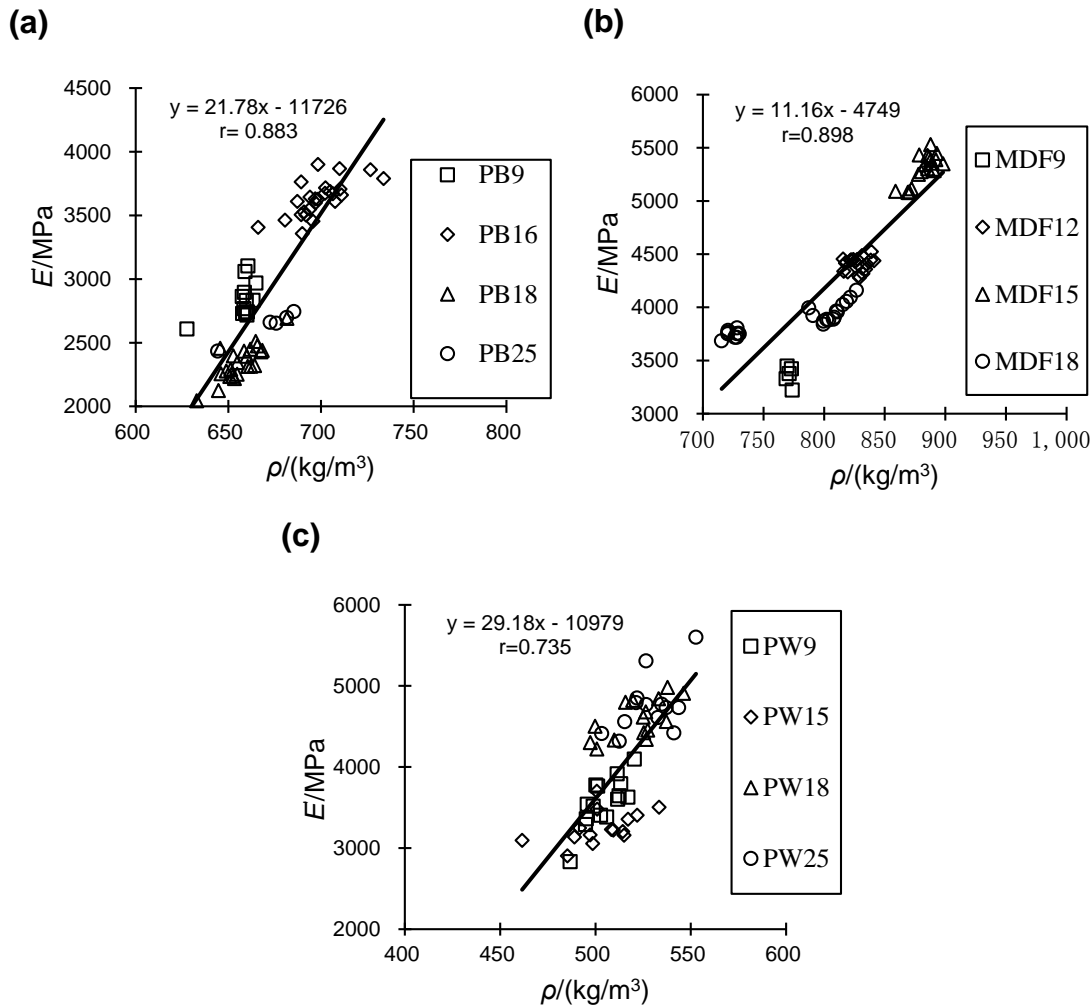 (a)
y = 21.78x - 11726
r= 0.883
4500
4000
3500
3000
2500
2000
E/MPa
600 650 700 750 800
ρ/(kg/m³)
PB9
PB16
PB18
PB25
(b)
y = 11.16x - 4749
r=0.898
6000
5500
5000
4500
4000
3500
3000
E/MPa
700 750 800 850 900 950 1,000
ρ/(kg/m³)
MDF9
MDF12
MDF15
MDF18
(c)
y = 29.18x - 10979
r=0.735
6000
5000
4000
3000
2000
E/MPa
400 450 500 550 600
ρ/(kg/m³)
PW9
PW15
PW18
PW25